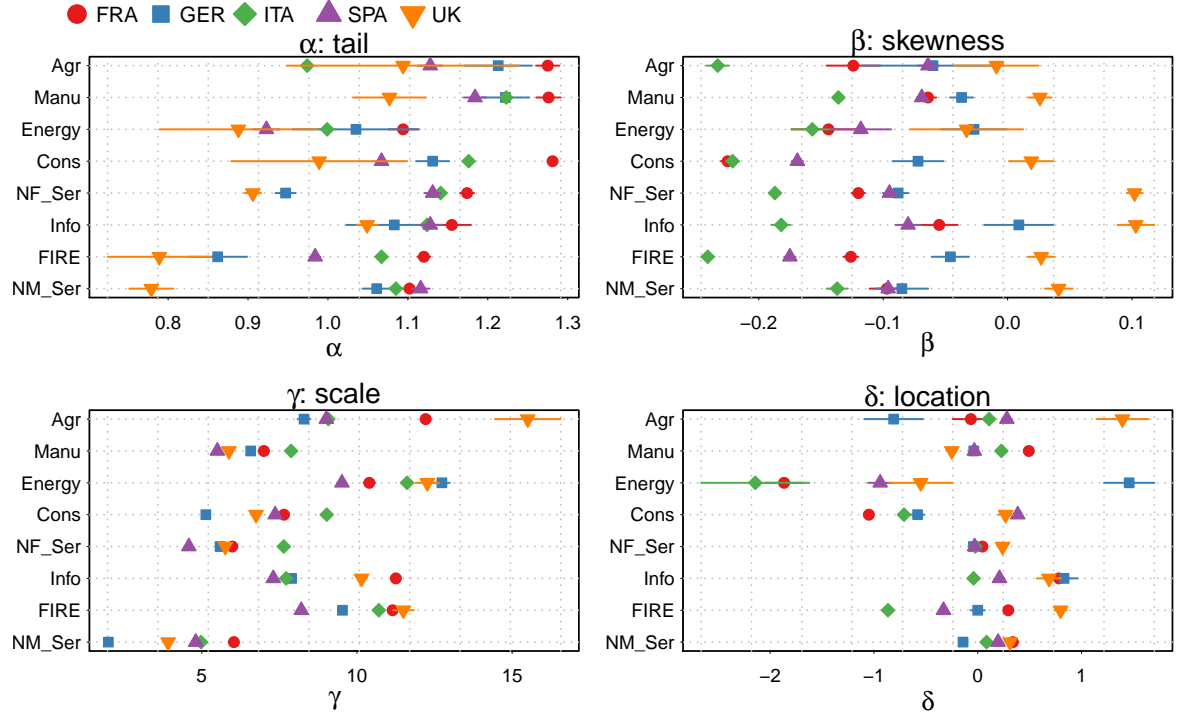 FRA GER ITA SPA UK
α: tail
Agr
Manu
Energy
Cons
NF_Ser
Info
FIRE
NM_Ser
0.8 0.9 1.0 1.1 1.2 1.3
α
β: skewness
Agr
Manu
Energy
Cons
NF_Ser
Info
FIRE
NM_Ser
−0.2 −0.1 0.0 0.1
β
γ: scale
Agr
Manu
Energy
Cons
NF_Ser
Info
FIRE
NM_Ser
5 10 15
γ
δ: location
Agr
Manu
Energy
Cons
NF_Ser
Info
FIRE
NM_Ser
−2 −1 0 1
δ